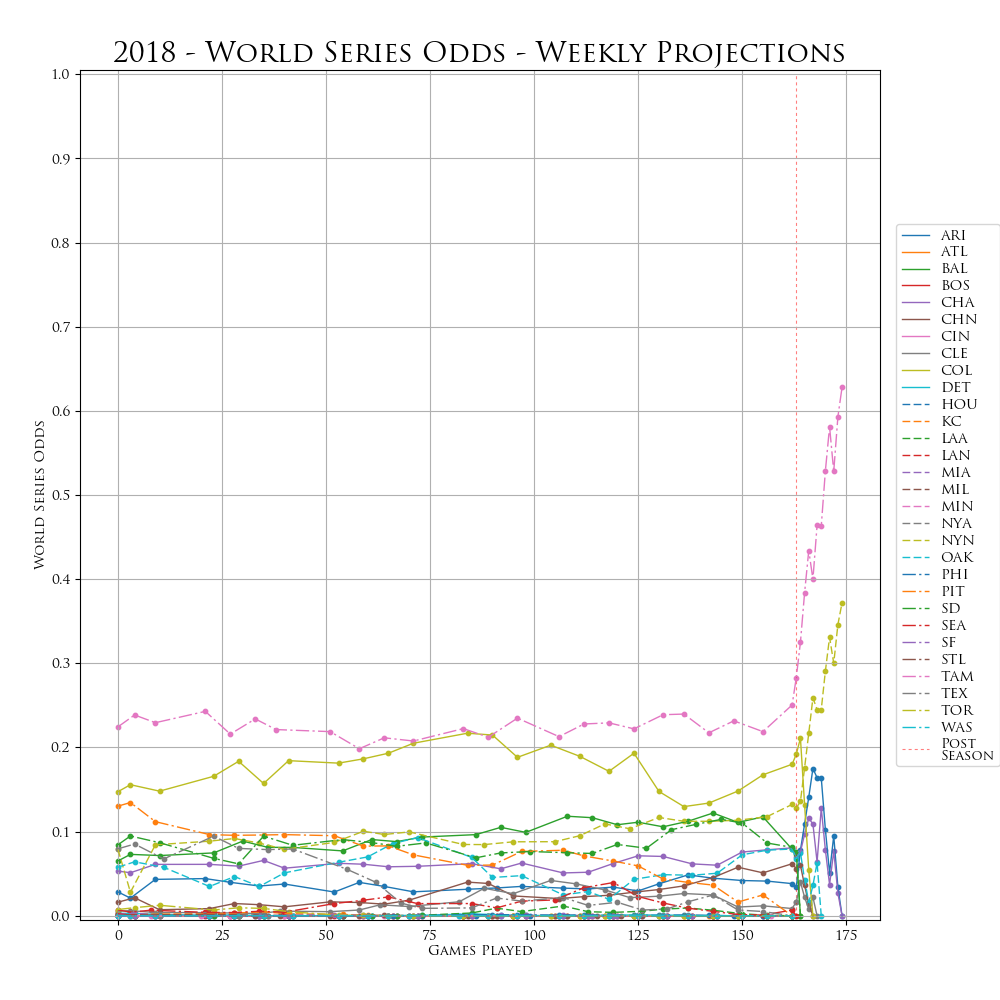 2018 - World Series Odds - Weekly Projections
1.0
0.9
0.8
0.7
0.6
0.5
0.4
0.3
0.2
0.1
0.0
World Series Odds
0 25 50 75 100 125 150 175
Games Played
ARI
ATL
BAL
BOS
CHA
CHN
CIN
CLE
COL
DET
HOU
KC
LAA
LAN
MIA
MIL
MIN
NYA
NYN
OAK
PHI
PIT
SD
SEA
SF
STL
TAM
TEX
TOR
WAS
Post
Season